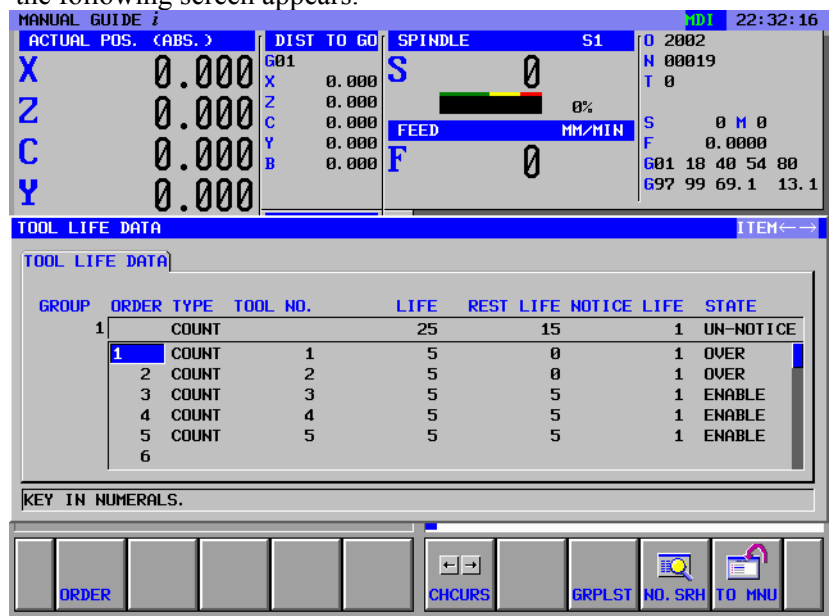 the following screen appears.
MANUAL GUIDE i MDI 22:32:16
ACTUAL POS. (ABS.) DIST TO GO SPINDLE S1 O 2002
G01 N 00019
X 0.000 X 0.000 S 0 T 0
Z 0.000 Z 0.000 0%
C 0.000 C 0.000 FEED MM/MIN S 0 M 0
Y 0.000 Y 0.000 F 0 F 0.0000
B 0.000 G01 18 40 54 80
G97 99 69.1 13.1
TOOL LIFE DATA ITEM←→
TOOL LIFE DATA
GROUP ORDER TYPE TOOL NO. LIFE REST LIFE NOTICE LIFE STATE
1 COUNT 25 15 1 UN-NOTICE
1 COUNT 1 5 0 1 OVER
2 COUNT 2 5 0 1 OVER
3 COUNT 3 5 5 1 ENABLE
4 COUNT 4 5 5 1 ENABLE
5 COUNT 5 5 5 1 ENABLE
6
KEY IN NUMERALS.
← →
ORDER CHCURS GRPLST NO.SRH TO MNU